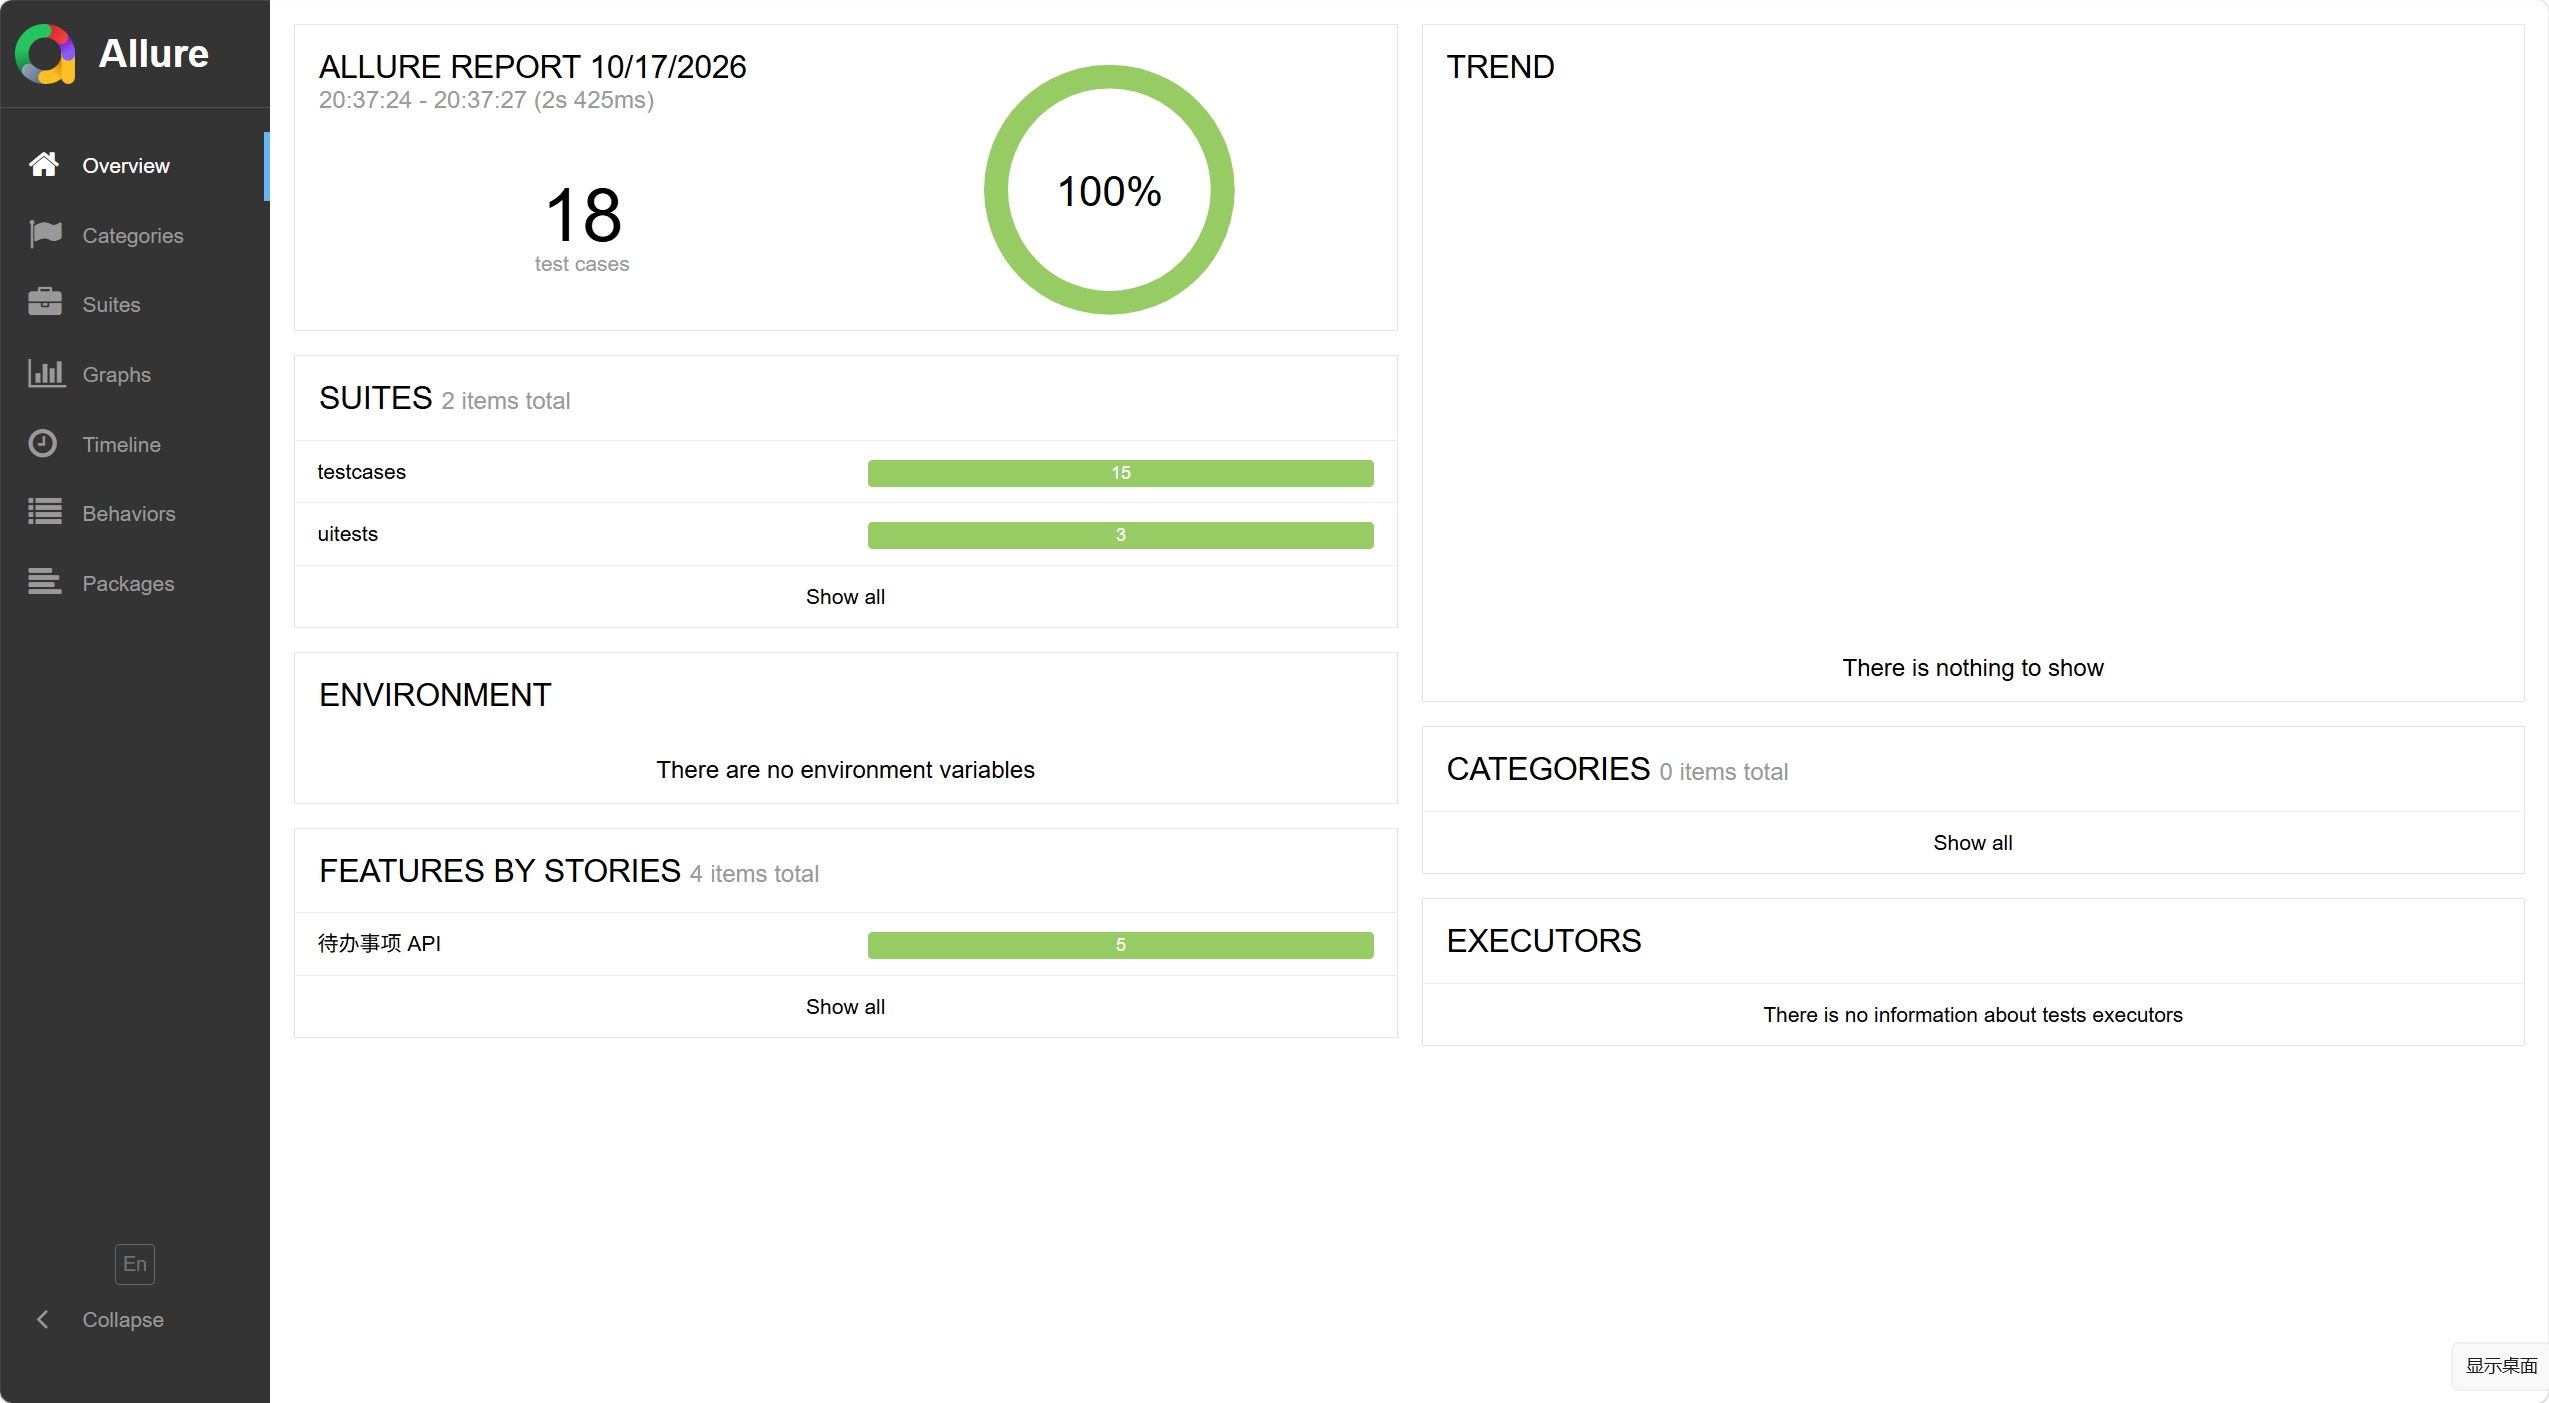 Allure
Overview
Categories
Suites
Graphs
Timeline
Behaviors
Packages
En
Collapse
ALLURE REPORT 10/17/2026
20:37:24 - 20:37:27 (2s 425ms)
18
test cases
100%
SUITES 2 items total
testcases 15
uitests 3
Show all
ENVIRONMENT
There are no environment variables
FEATURES BY STORIES 4 items total
待办事项 API 5
Show all
TREND
There is nothing to show
CATEGORIES 0 items total
Show all
EXECUTORS
There is no information about tests executors
显示桌面